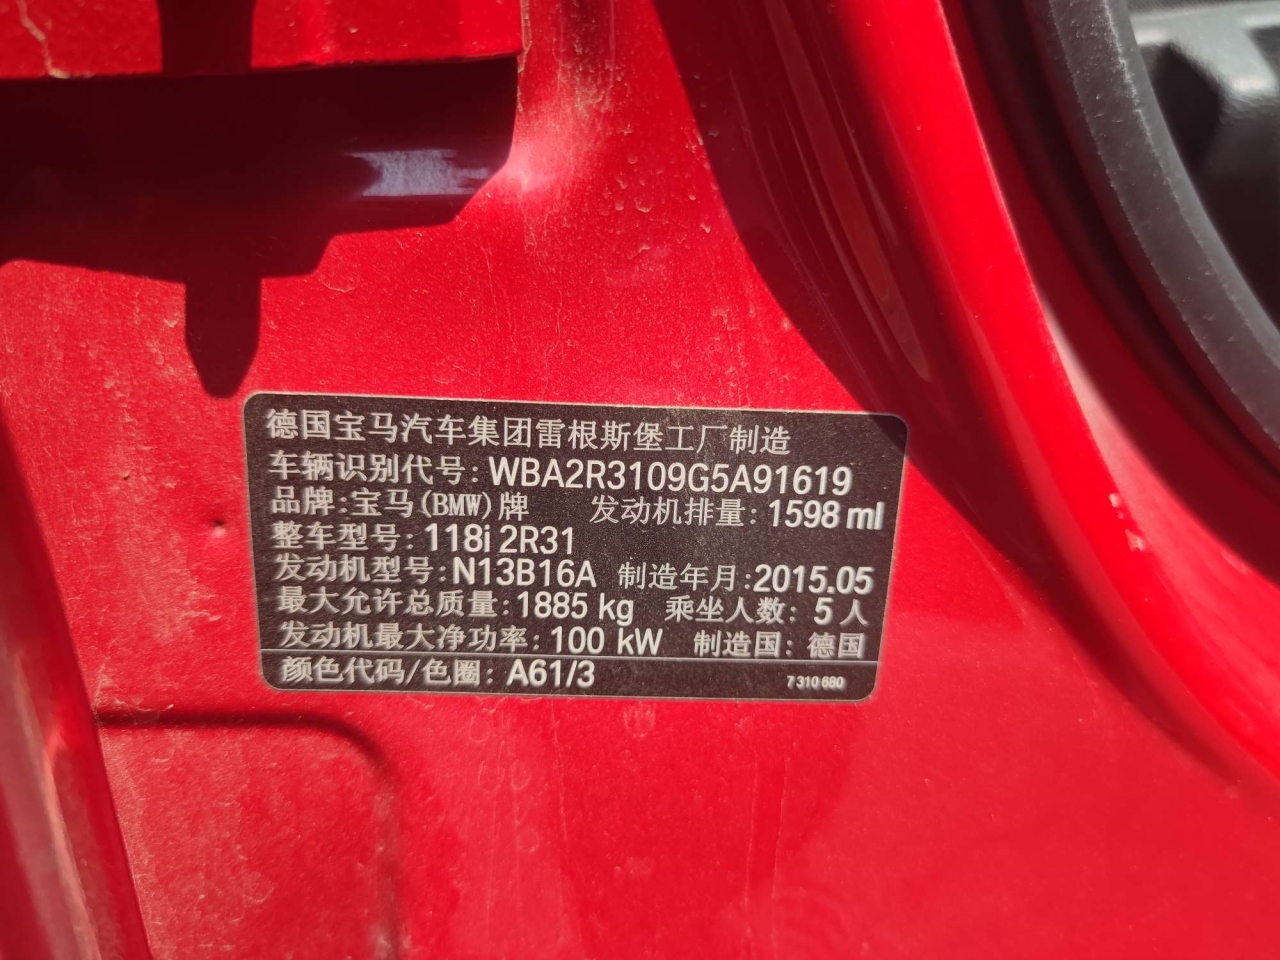 德国宝马汽车集团雷根斯堡工厂制造
车辆识别代号: WBA2R3109G5A91619
品牌:宝马(BMW)牌 发动机排量: 1598 ml
整车型号: 118i 2R31
发动机型号:N13B16A 制造年月:2015.05
最大允许总质量: 1885 kg 乘坐人数: 5 人
发动机最大净功率: 100 kW 制造国: 德国
颜色代码/色圈: A61/3 7 310 680